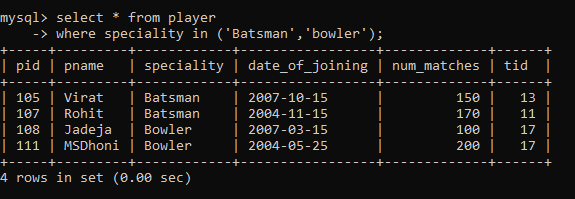 mysql> select * from player
    -> where speciality in ('Batsman','bowler');
+-----+---------+------------+-----------------+-------------+------+
| pid | pname   | speciality | date_of_joining | num_matches | tid  |
+-----+---------+------------+-----------------+-------------+------+
| 105 | Virat   | Batsman    | 2007-10-15      |         150 |   13 |
| 107 | Rohit   | Batsman    | 2004-11-15      |         170 |   11 |
| 108 | Jadeja  | Bowler     | 2007-03-15      |         100 |   17 |
| 111 | MSDhoni | Bowler     | 2004-05-25      |         200 |   17 |
+-----+---------+------------+-----------------+-------------+------+
4 rows in set (0.00 sec)